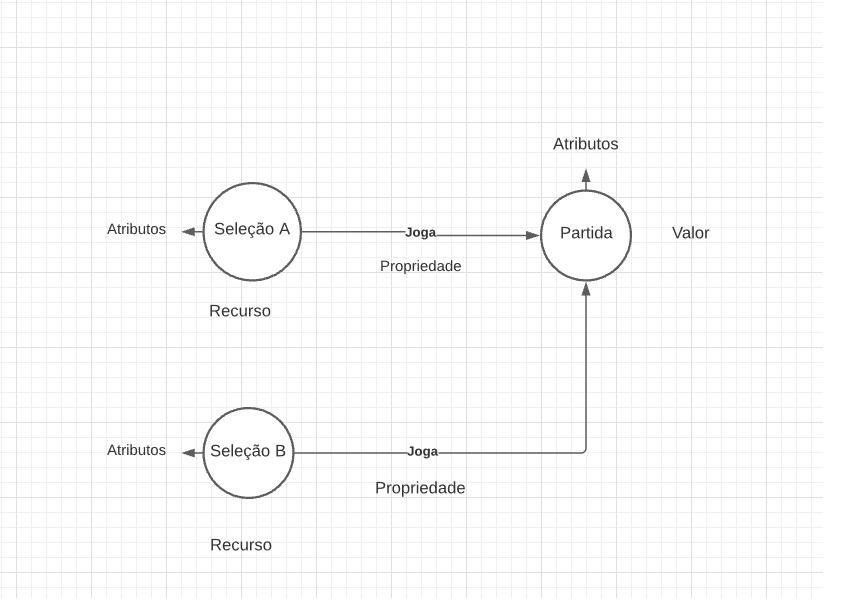 Atributos
Atributos
Seleção A
Joga
Partida
Valor
Propriedade
Recurso
Atributos
Seleção B
Joga
Propriedade
Recurso